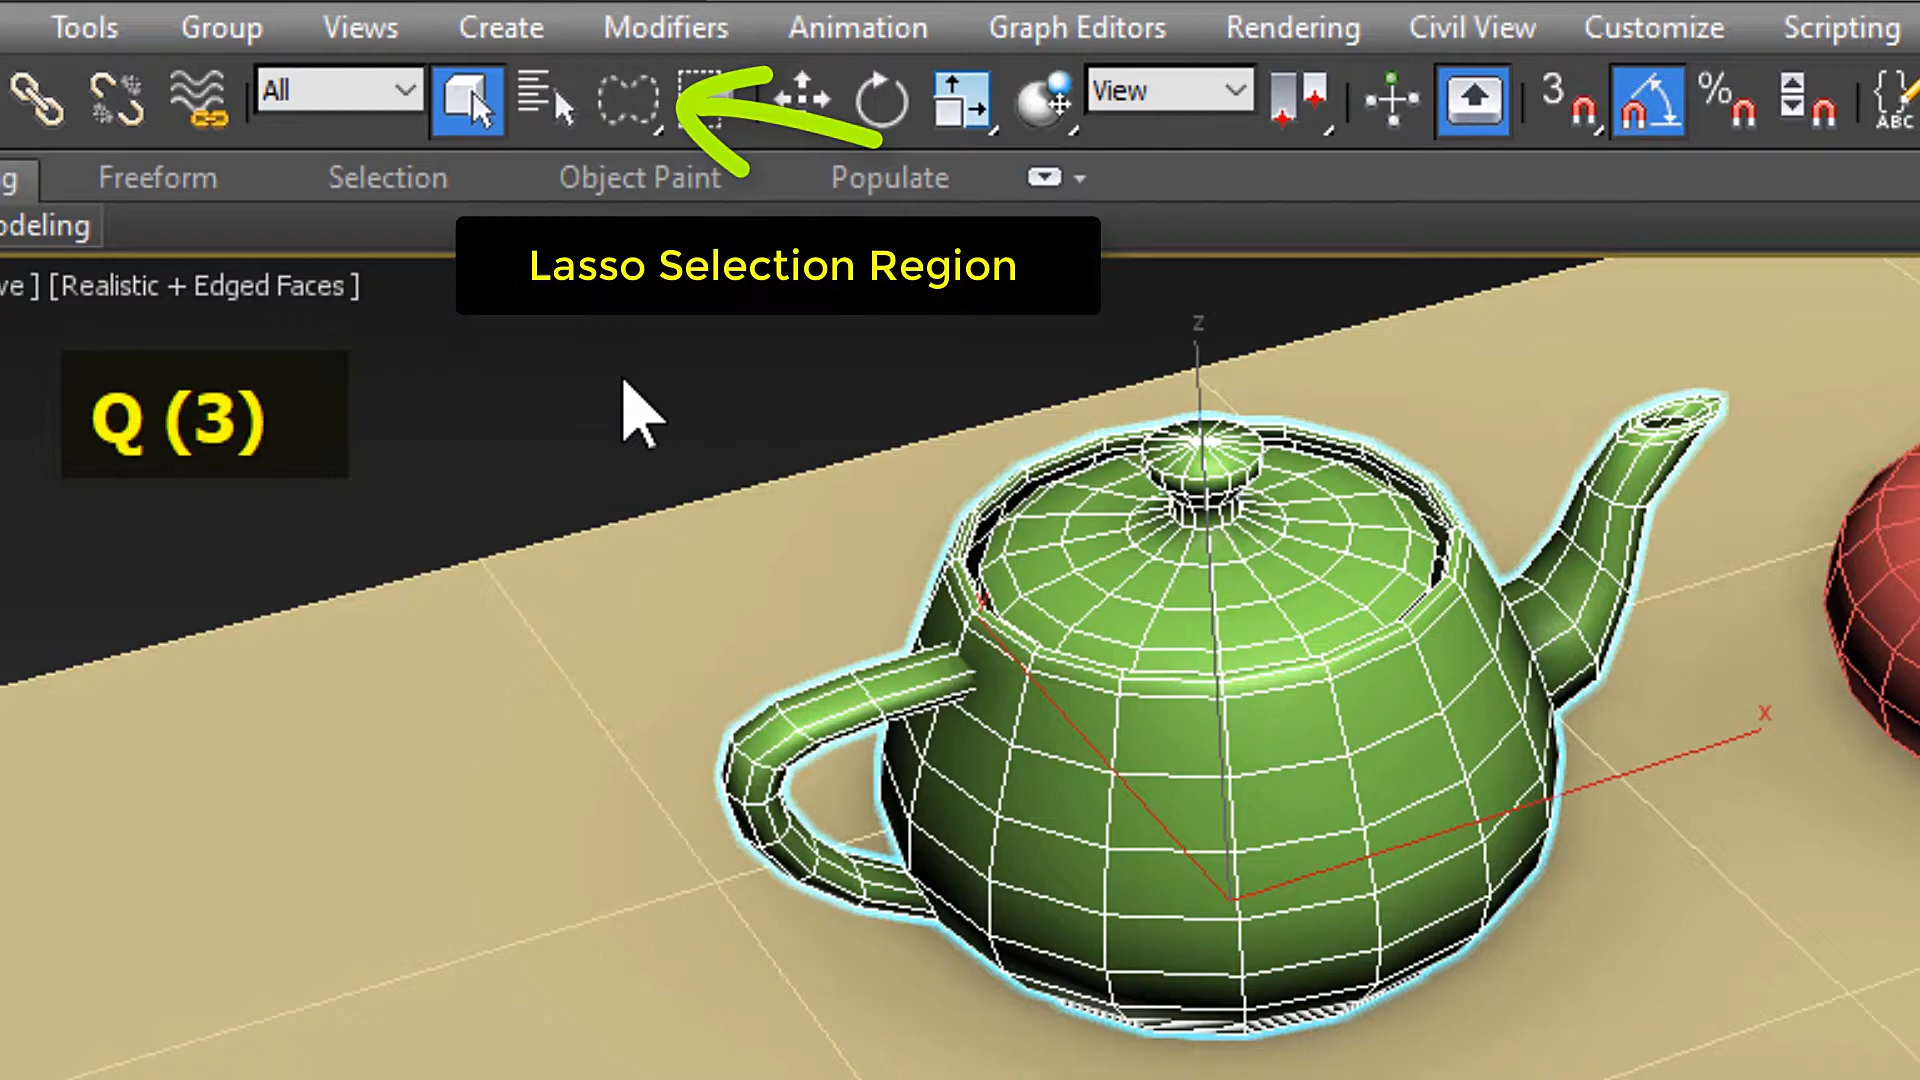 Tools Group Views Create Modifiers Animation Graph Editors Rendering Civil View Customize Scripting
All View 3 % ABC
g Freeform Selection Object Paint Populate
odeling
Lasso Selection Region
ve ] [Realistic + Edged Faces ]
z
Q (3)
x